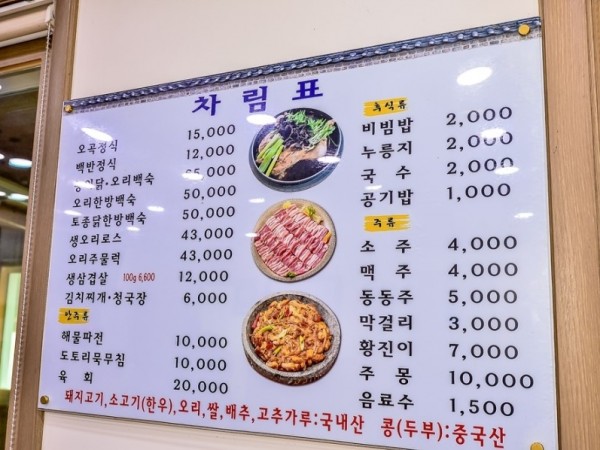 차림표
오곡정식 15,000
백반정식 12,000
닭·오리백숙
오리한방백숙 50,000
토종닭한방백숙 50,000
생오리로스 43,000
오리주물럭 43,000
생삼겹살 100g 6,600 12,000
김치찌개·청국장 6,000
안주류
해물파전 10,000
도토리묵무침 10,000
육 회 20,000
후식류
비빔밥 2,000
누릉지 2,000
국 수 2,000
공기밥 1,000
주류
소 주 4,000
맥 주 4,000
동동주 5,000
막걸리 3,000
황진이 7,000
주 몽 10,000
음료수 1,500
돼지고기,소고기(한우),오리,쌀,배추,고추가루:국내산 콩(두부):중국산